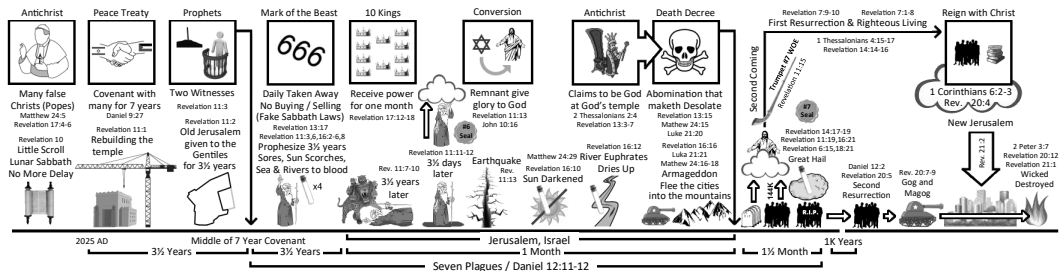 Antichrist
Many false
Christs (Popes)
Matthew 24:5
Revelation 17:4-6
Revelation 10
Little Scroll
Lunar Sabbath
No More Delay
Peace Treaty
Covenant with
many for 7 years
Daniel 9:27
Revelation 11:1
Rebuilding the
temple
Prophets
Two Witnesses
Revelation 11:3
Revelation 11:2
Old Jerusalem
given to the
Gentiles
for 3½ years
Mark of the Beast
666
Daily Taken Away
No Buying / Selling
(Fake Sabbath Laws)
Revelation 13:17
Revelation 11:3,6,16:2-6,8
Prophesize 3½ years
Sores, Sun Scorches,
Sea & Rivers to blood
x4
10 Kings
Receive power
for one month
Revelation 17:12-18
Rev. 11:7-10
3½ years
later
#6
Seal
Revelation 11:11-12
3½ days
later
Conversion
Remnant give
glory to God
Revelation 11:13
John 10:16
Earthquake
Rev.
11:13
Matthew 24:29
Revelation 16:10
Sun Darkened
Antichrist
Claims to be God
at God's temple
2 Thessalonians 2:4
Revelation 13:3-7
Revelation 16:12
River Euphrates
Dries Up
Death Decree
Abomination that
maketh Desolate
Revelation 13:15
Matthew 24:15
Luke 21:20
Revelation 16:16
Luke 21:21
Matthew 24:16-18
Armageddon
Flee the cities
into the mountains
Second Coming
Trumpet #7 WOE
Revelation 11:15
Revelation 7:9-10
Revelation 7:1-8
First Resurrection & Righteous Living
1 Thessalonians 4:15-17
Revelation 14:14-16
#7
Seal
Revelation 14:17-19
Revelation 11:19,16:21
Revelation 6:15,18:21
Great Hail
144K
R.I.P.
Daniel 12:2
Revelation 20:5
Second
Resurrection
Rev. 20:7-9
Gog and
Magog
Reign with Christ
1 Corinthians 6:2-3
Rev. 20:4
New Jerusalem
Rev. 21:2
2 Peter 3:7
Revelation 20:12
Revelation 21:1
Wicked
Destroyed
2025 AD
3½ Years
Middle of 7 Year Covenant
3½ Years
Jerusalem, Israel
1 Month
1½ Month
1K Years
Seven Plagues / Daniel 12:11-12